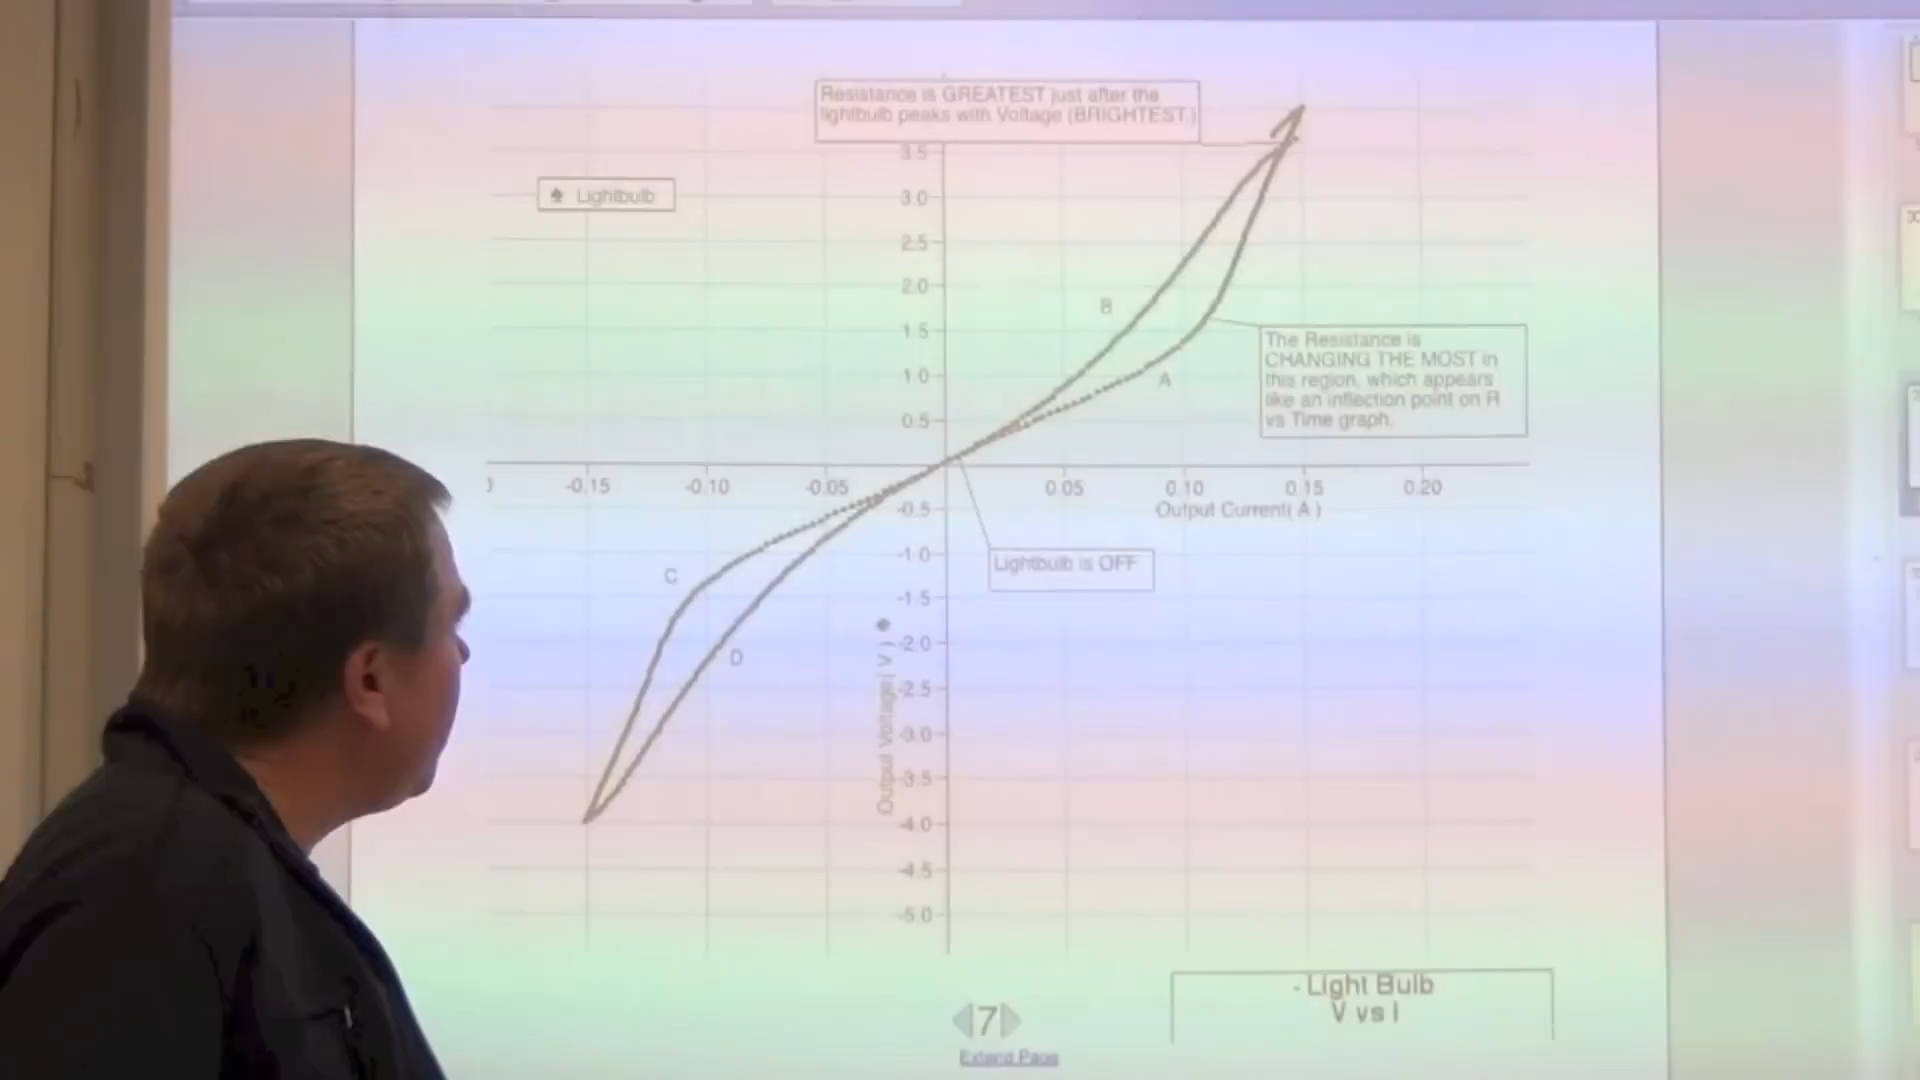 Resistance is GREATEST just after the
lightbulb peaks with Voltage (BRIGHTEST.)
Lightbulb
3.5
3.0
2.5
2.0
1.5
1.0
0.5
B
A
The Resistance is
CHANGING THE MOST in
this region, which appears
like an inflection point on R
vs Time graph.
-0.15 -0.10 -0.05 0.05 0.10 0.15 0.20
Output Current( A )
Lightbulb is OFF
C
D
-0.5
-1.0
-1.5
-2.0
-2.5
-3.0
-3.5
-4.0
-4.5
-5.0
Output Voltage( V )
- Light Bulb
V vs I
7
Extend Page